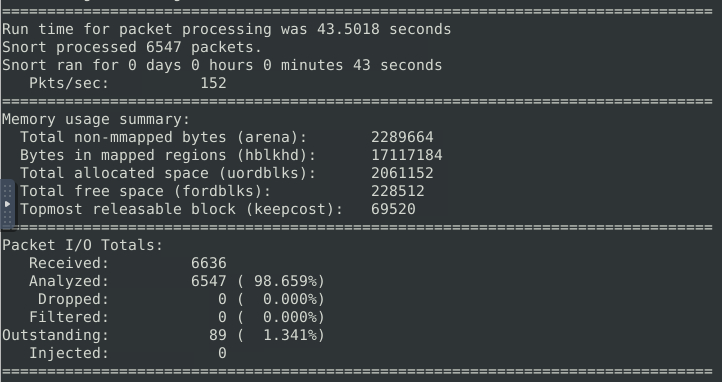 ===============================================================================
Run time for packet processing was 43.5018 seconds
Snort processed 6547 packets.
Snort ran for 0 days 0 hours 0 minutes 43 seconds
   Pkts/sec:          152
===============================================================================
Memory usage summary:
  Total non-mmapped bytes (arena):       2289664
  Bytes in mapped regions (hblkhd):      17117184
  Total allocated space (uordblks):      2061152
  Total free space (fordblks):           228512
  Topmost releasable block (keepcost):   69520
===============================================================================
Packet I/O Totals:
   Received:         6636
   Analyzed:         6547 ( 98.659%)
    Dropped:            0 (  0.000%)
   Filtered:            0 (  0.000%)
Outstanding:           89 (  1.341%)
   Injected:            0
===============================================================================